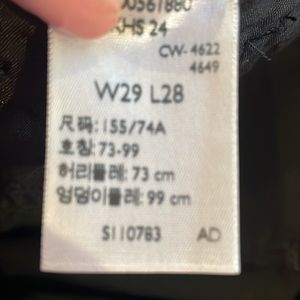 00561880
KHS 24
CW-4622
4649
W29 L28
尺码: 155/74A
호칭: 73-99
허리둘레: 73 cm
엉덩이둘레: 99 cm
S110783 AD